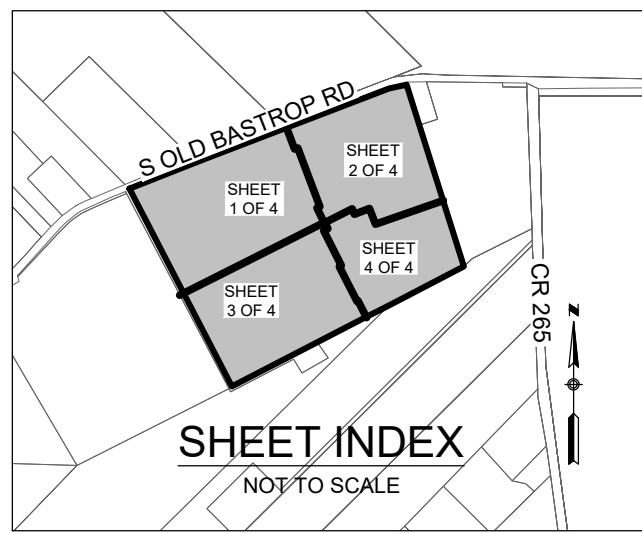 S OLD BASTROP RD
SHEET
2 OF 4
SHEET
1 OF 4
SHEET
4 OF 4
SHEET
3 OF 4
CR 265
N
SHEET INDEX
NOT TO SCALE